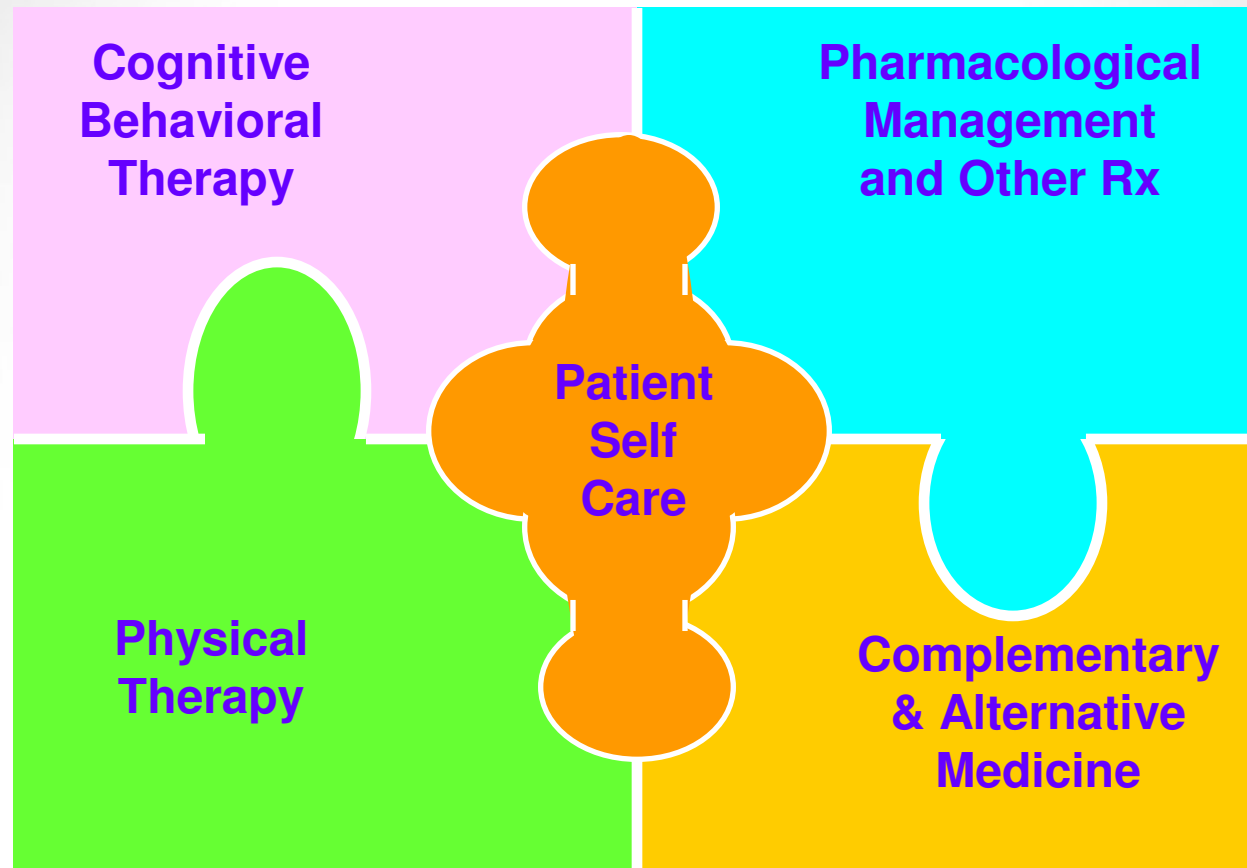 Cognitive
Behavioral
Therapy
Pharmacological
Management
and Other Rx
Patient
Self
Care
Physical
Therapy
Complementary
& Alternative
Medicine